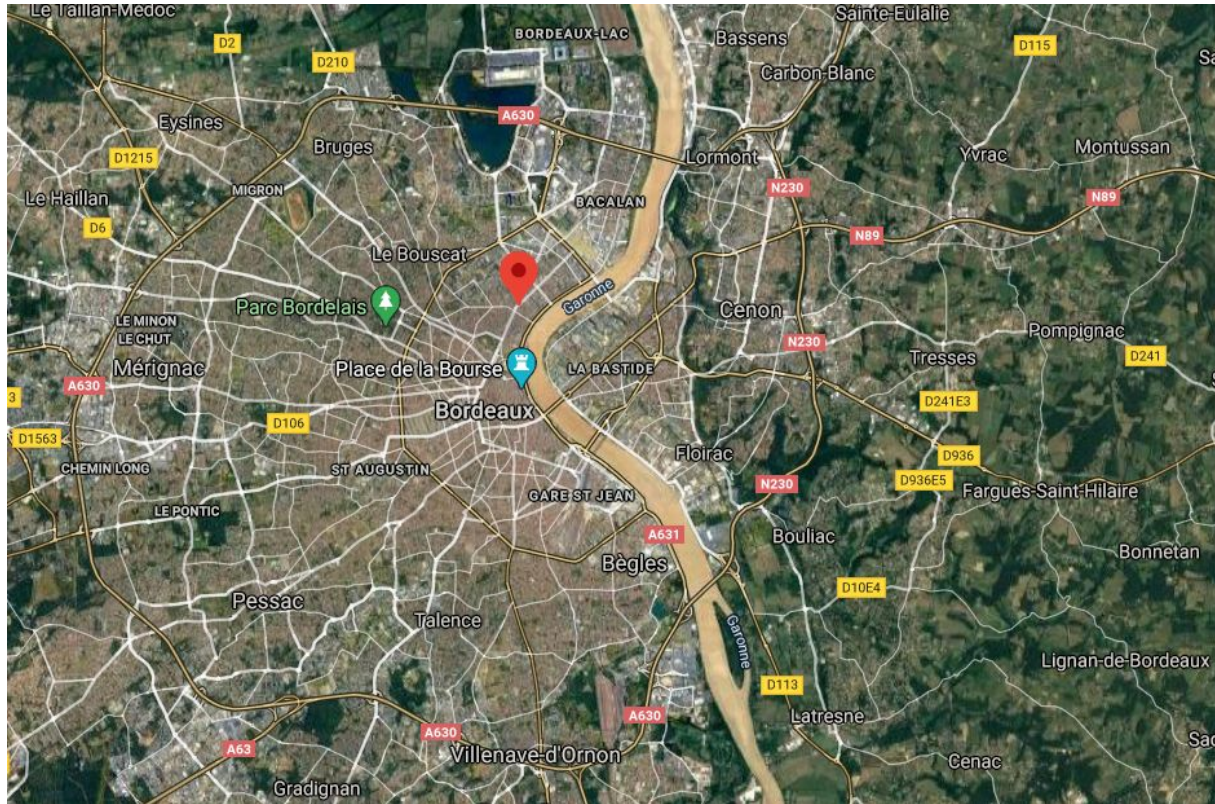 Le Taillan-Médoc
Sainte-Eulalie
BORDEAUX-LAC
Bassens
D2
D115
D210
Carbon-Blanc
A630
Eysines
Bruges
D1215
Lormont
Yvrac
Montussan
MIGRON
N230
Le Haillan
BACALAN
N89
D6
N89
Le Bouscat
Garonne
Parc Bordelais
Cenon
LE MINON
LE CHUT
Pompignac
N230
Tresses
D241
Mérignac
Place de la Bourse
LA BASTIDE
A630
3
D241E3
Bordeaux
D106
D1563
Floirac
D936
CHEMIN LONG
ST AUGUSTIN
D936E5
N230
GARE ST JEAN
Fargues-Saint-Hilaire
LE PONTIC
A631
Bouliac
Bonnetan
Bègles
D10E4
Pessac
Talence
Garonne
Lignan-de-Bordeaux
D113
A630
Latresne
A63
A630
Villenave-d'Ornon
Cenac
Gradignan